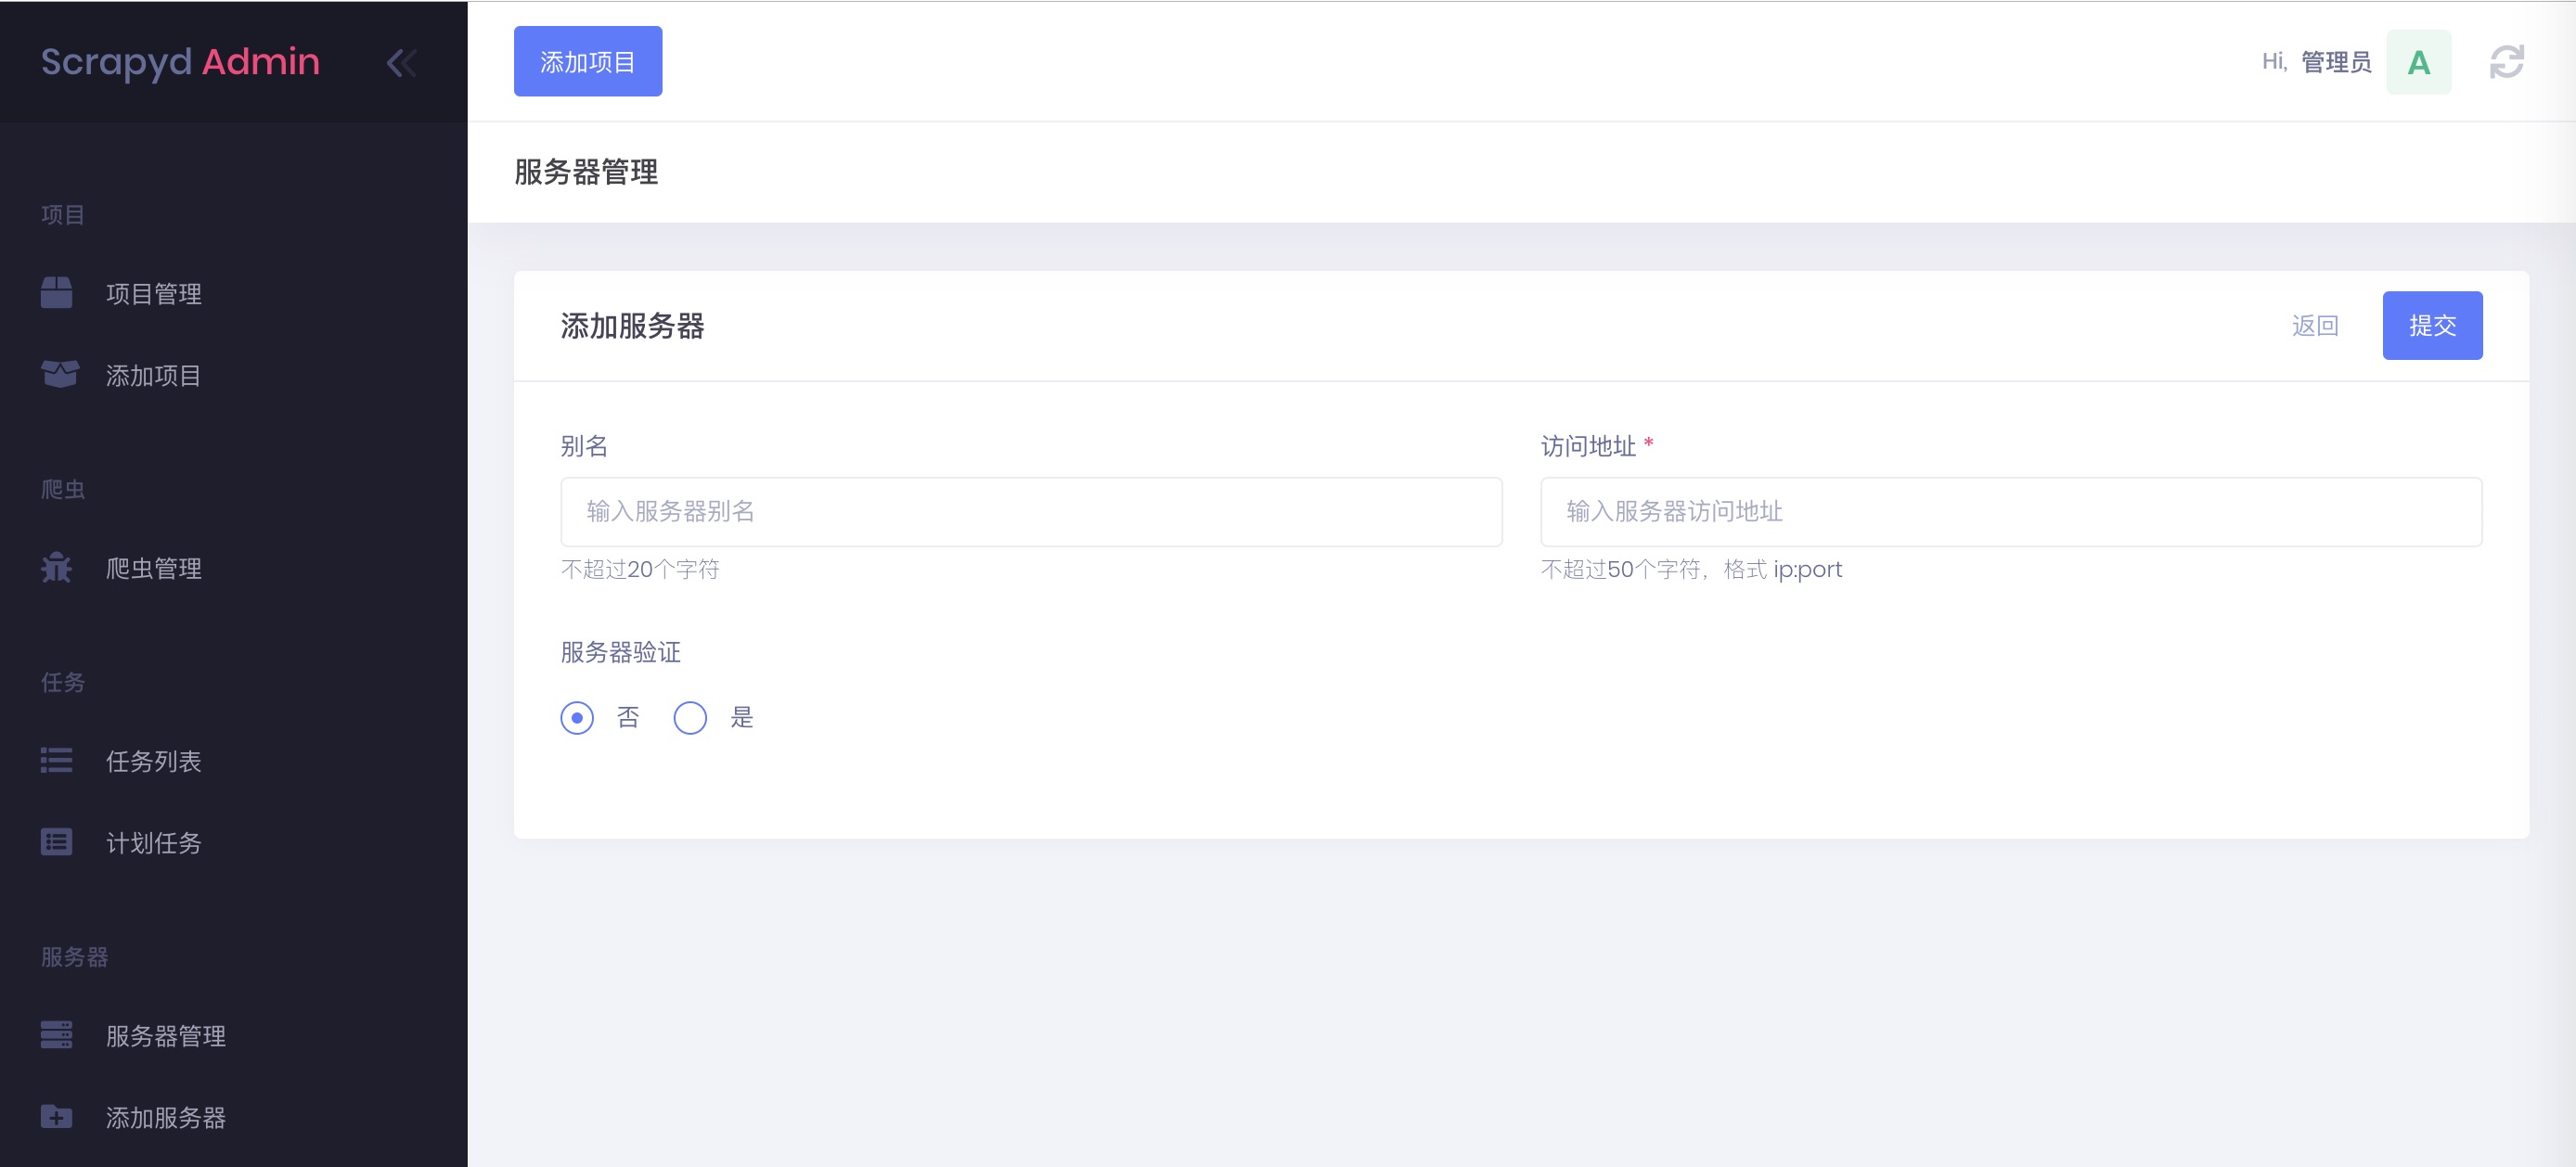 Scrapyd Admin
项目
项目管理
添加项目
爬虫
爬虫管理
任务
任务列表
计划任务
服务器
服务器管理
添加服务器
添加项目
Hi, 管理员 A
服务器管理
添加服务器
返回 提交
别名
输入服务器别名
不超过20个字符
访问地址 *
输入服务器访问地址
不超过50个字符，格式 ip:port
服务器验证
否 是